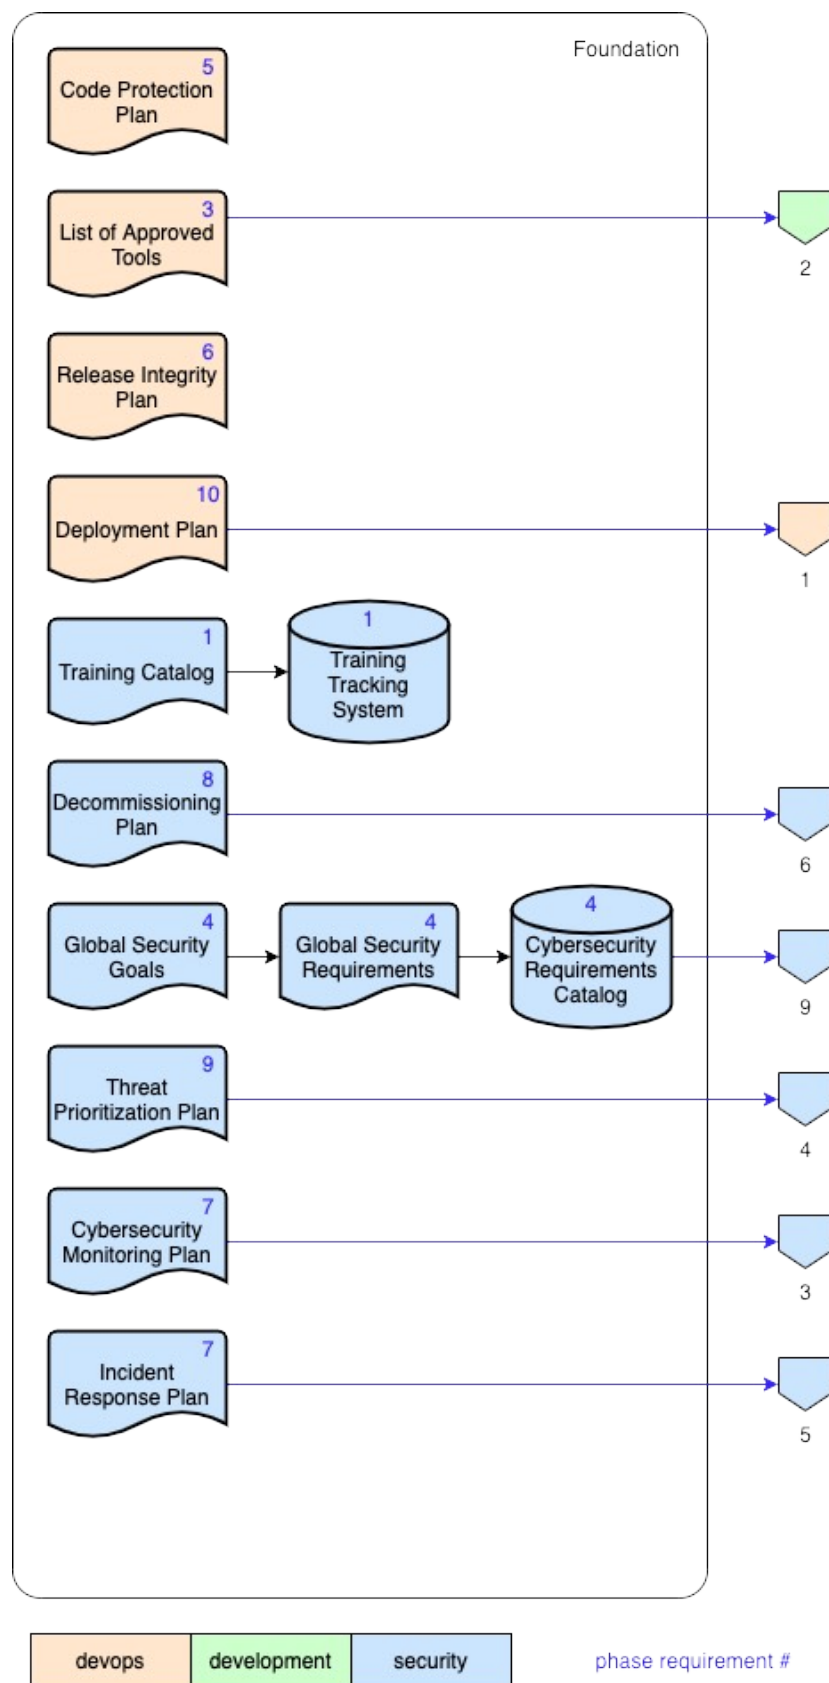 Foundation
5
Code Protection
Plan
3
List of Approved
Tools
2
6
Release Integrity
Plan
10
Deployment Plan
1
1
Training Catalog
1
Training
Tracking
System
8
Decommissioning
Plan
6
4
Global Security
Goals
4
Global Security
Requirements
4
Cybersecurity
Requirements
Catalog
9
9
Threat
Prioritization Plan
4
7
Cybersecurity
Monitoring Plan
3
7
Incident
Response Plan
5
devops
development
security
phase requirement #